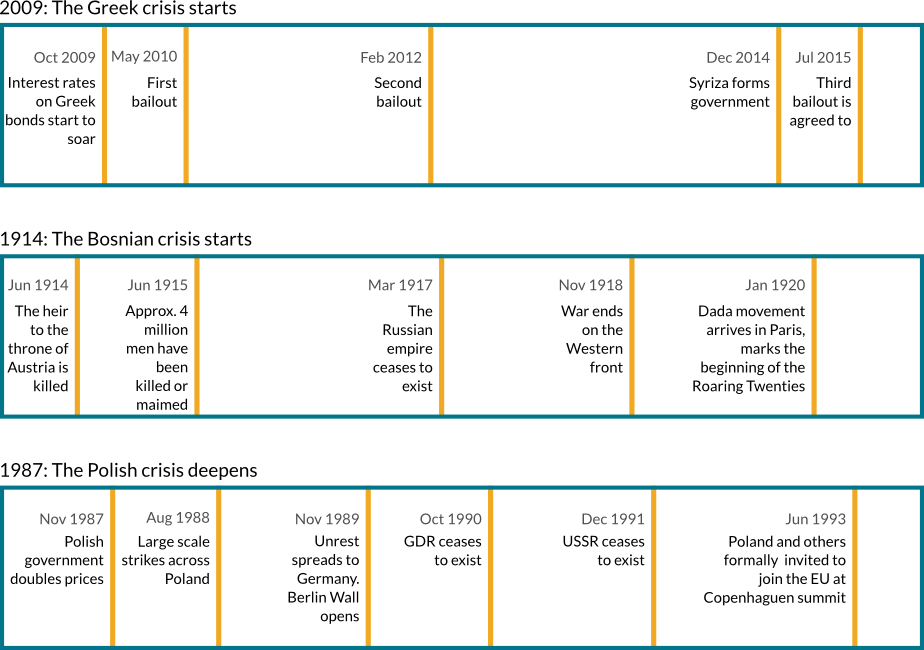 2009: The Greek crisis starts
Oct 2009
Interest rates
on Greek
bonds start to
soar
May 2010
First
bailout
Feb 2012
Second
bailout
Dec 2014
Syriza forms
government
Jul 2015
Third
bailout is
agreed to
1914: The Bosnian crisis starts
Jun 1914
The heir
to the
throne of
Austria is
killed
Jun 1915
Approx. 4
million
men have
been
killed or
maimed
Mar 1917
The
Russian
empire
ceases to
exist
Nov 1918
War ends
on the
Western
front
Jan 1920
Dada movement
arrives in Paris,
marks the
beginning of the
Roaring Twenties
1987: The Polish crisis deepens
Nov 1987
Polish
government
doubles prices
Aug 1988
Large scale
strikes across
Poland
Nov 1989
Unrest
spreads to
Germany.
Berlin Wall
opens
Oct 1990
GDR ceases
to exist
Dec 1991
USSR ceases
to exist
Jun 1993
Poland and others
formally invited to
join the EU at
Copenhaguen summit